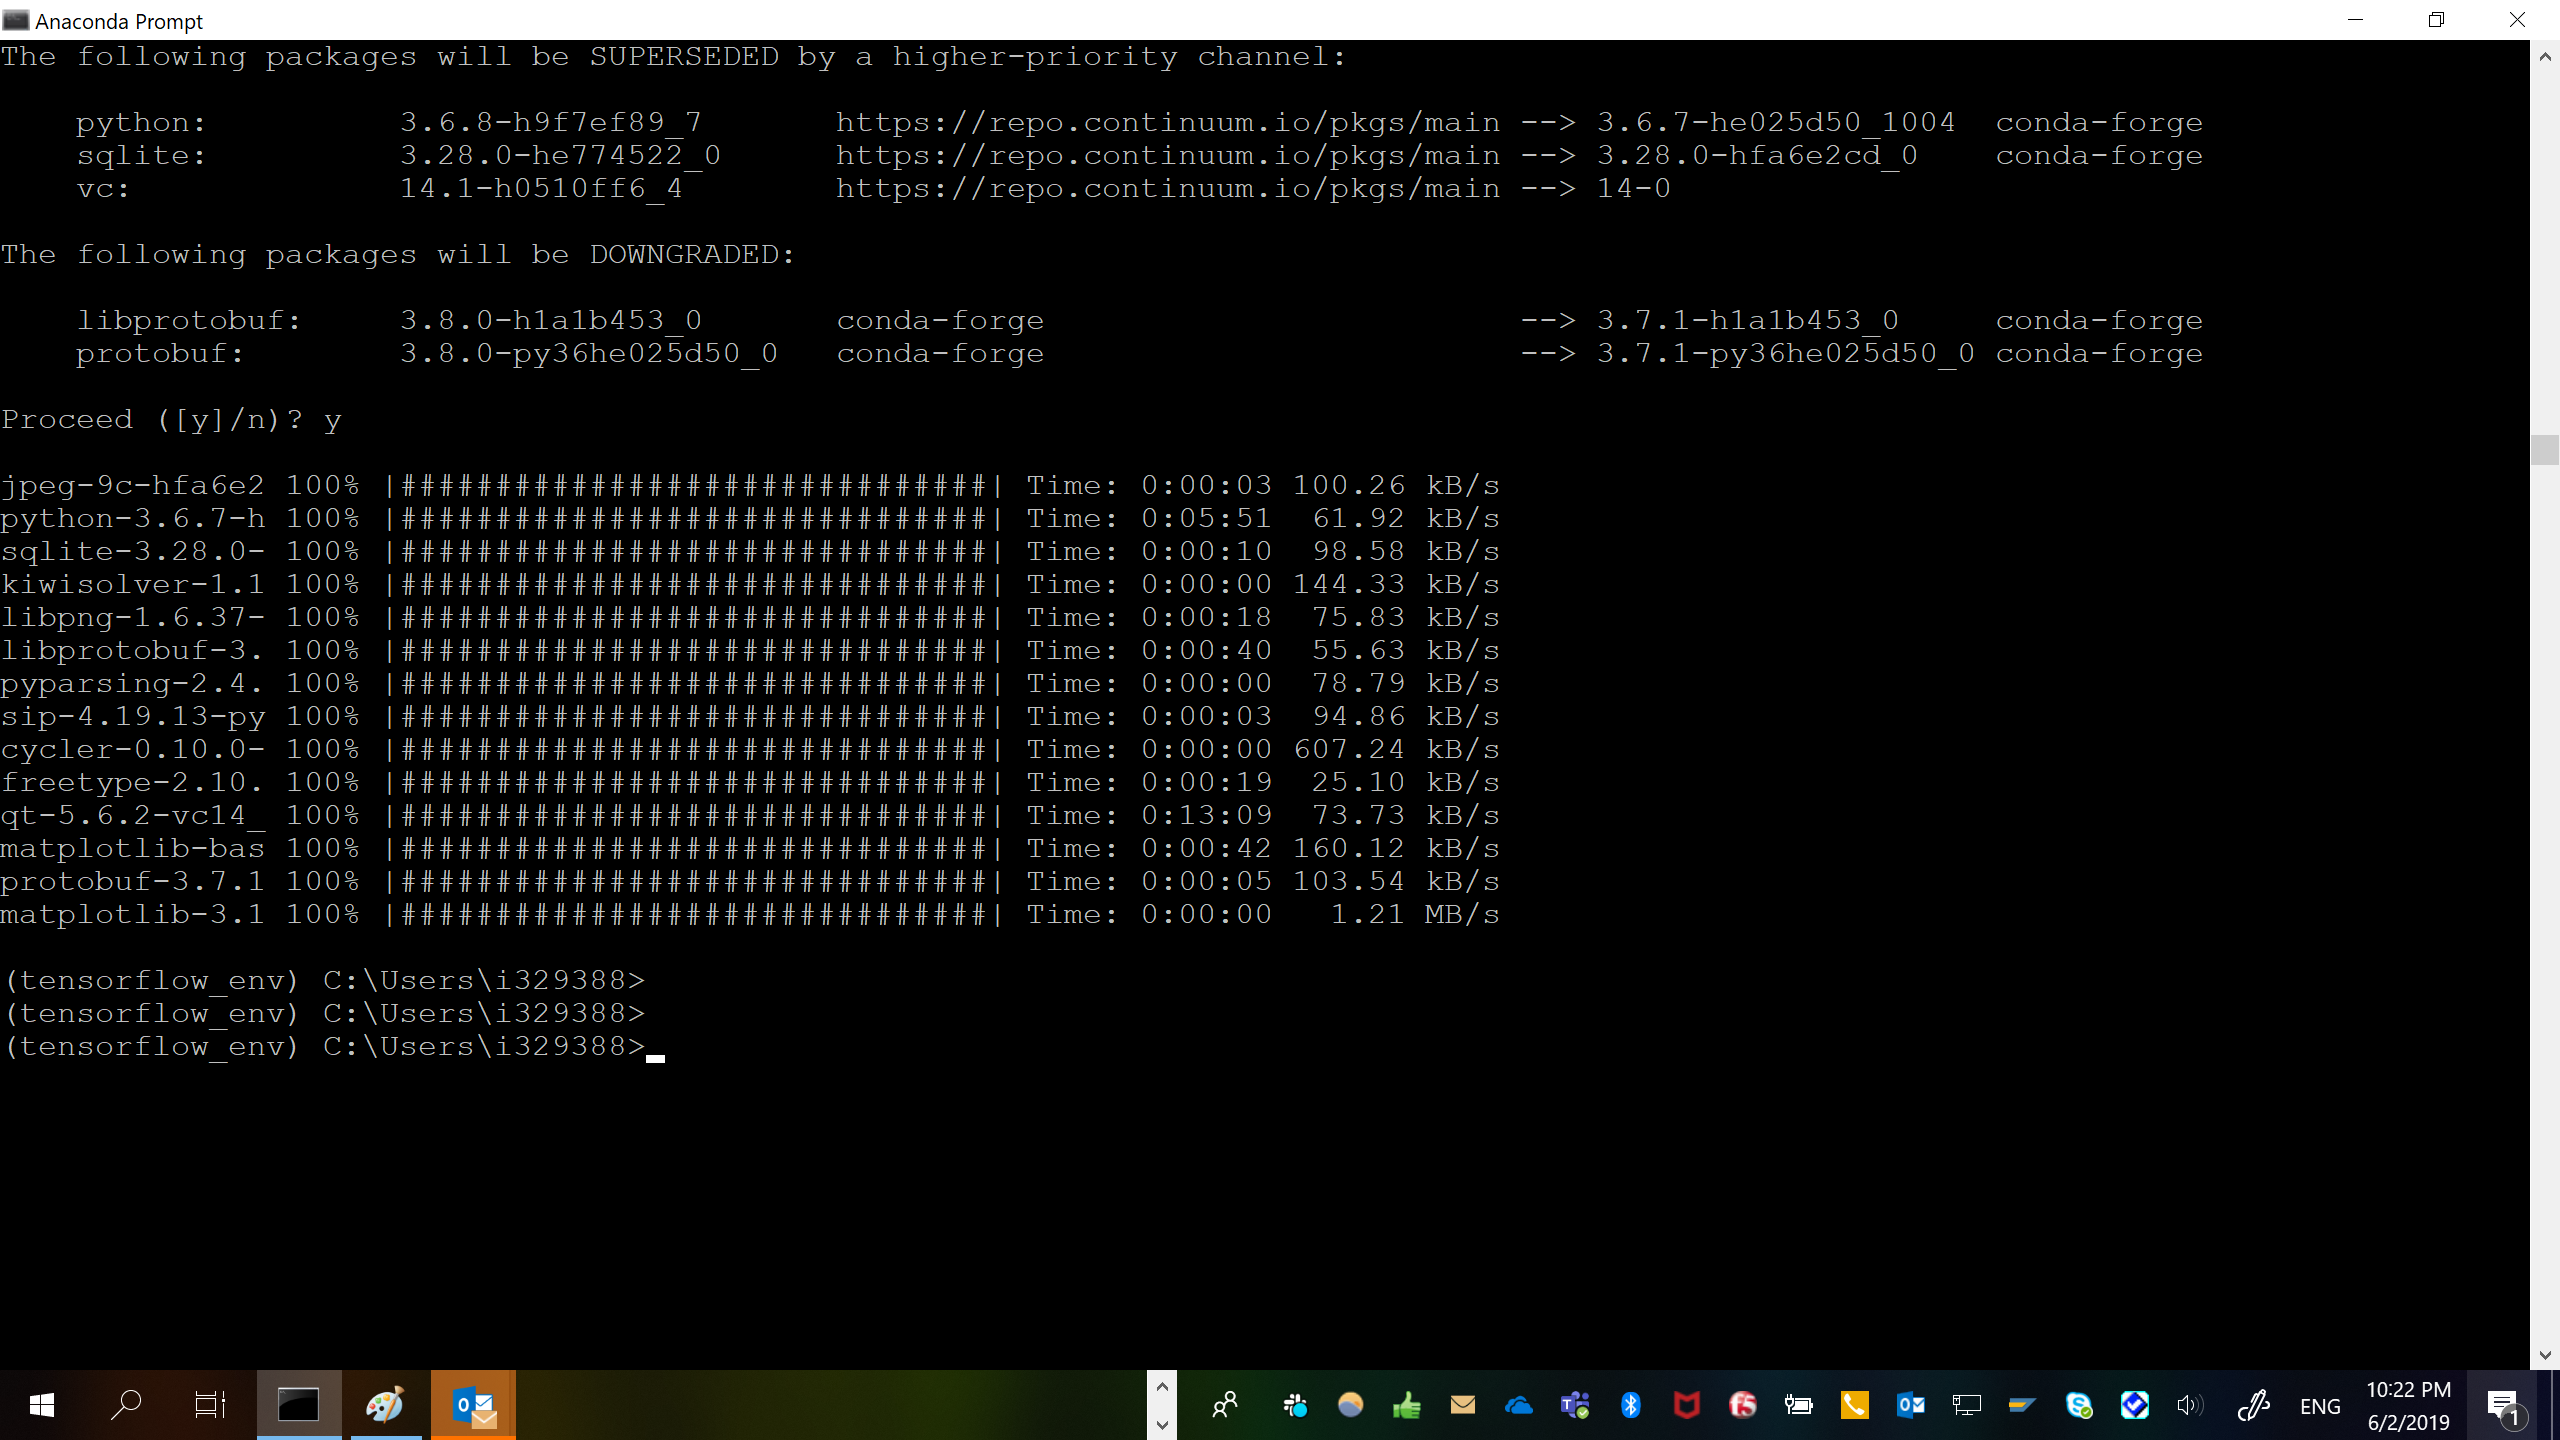 Anaconda Prompt
The following packages will be SUPERSEDED by a higher-priority channel:
python: 3.6.8-h9f7ef89_7 https://repo.continuum.io/pkgs/main --> 3.6.7-he025d50_1004 conda-forge
sqlite: 3.28.0-he774522_0 https://repo.continuum.io/pkgs/main --> 3.28.0-hfa6e2cd_0 conda-forge
vc: 14.1-h0510ff6_4 https://repo.continuum.io/pkgs/main --> 14-0
The following packages will be DOWNGRADED:
libprotobuf: 3.8.0-h1a1b453_0 conda-forge --> 3.7.1-h1a1b453_0 conda-forge
protobuf: 3.8.0-py36he025d50_0 conda-forge --> 3.7.1-py36he025d50_0 conda-forge
Proceed ([y]/n)? y
jpeg-9c-hfa6e2 100% |###############################| Time: 0:00:03 100.26 kB/s
python-3.6.7-h 100% |###############################| Time: 0:05:51 61.92 kB/s
sqlite-3.28.0- 100% |###############################| Time: 0:00:10 98.58 kB/s
kiwisolver-1.1 100% |###############################| Time: 0:00:00 144.33 kB/s
libpng-1.6.37- 100% |###############################| Time: 0:00:18 75.83 kB/s
libprotobuf-3. 100% |###############################| Time: 0:00:40 55.63 kB/s
pyparsing-2.4. 100% |###############################| Time: 0:00:00 78.79 kB/s
sip-4.19.13-py 100% |###############################| Time: 0:00:03 94.86 kB/s
cycler-0.10.0- 100% |###############################| Time: 0:00:00 607.24 kB/s
freetype-2.10. 100% |###############################| Time: 0:00:19 25.10 kB/s
qt-5.6.2-vc14_ 100% |###############################| Time: 0:13:09 73.73 kB/s
matplotlib-bas 100% |###############################| Time: 0:00:42 160.12 kB/s
protobuf-3.7.1 100% |###############################| Time: 0:00:05 103.54 kB/s
matplotlib-3.1 100% |###############################| Time: 0:00:00 1.21 MB/s
(tensorflow_env) C:\Users\i329388>
(tensorflow_env) C:\Users\i329388>
(tensorflow_env) C:\Users\i329388>
ENG
10:22 PM
6/2/2019
1